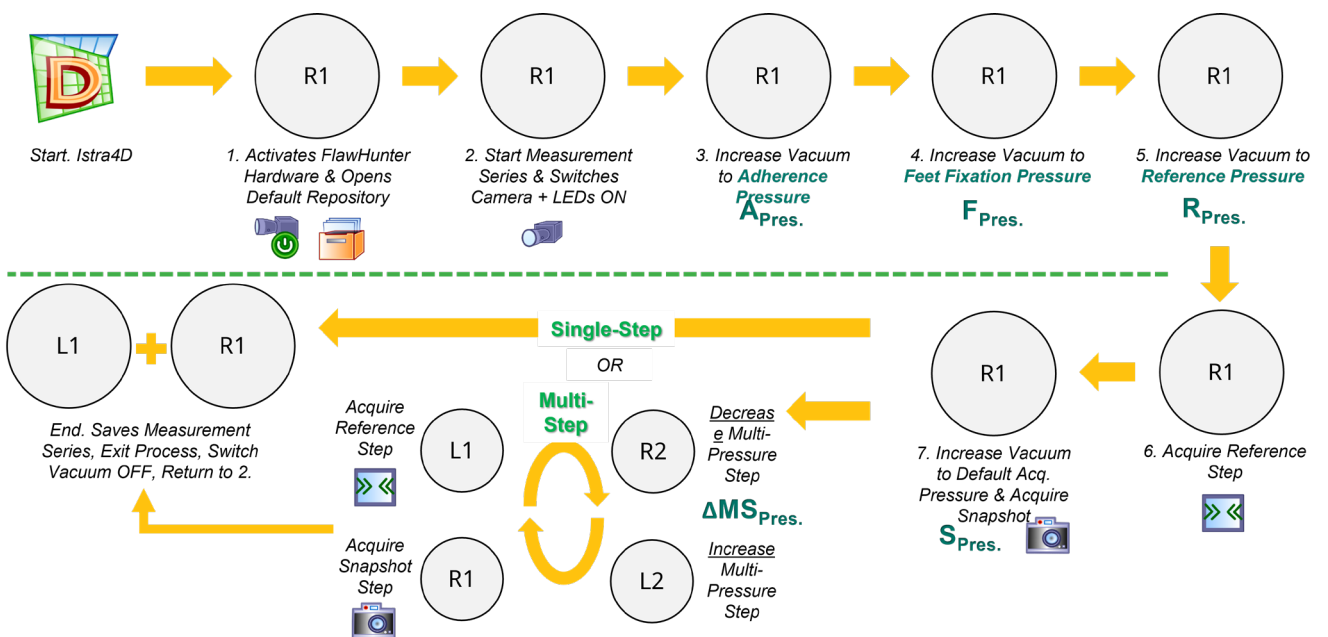 D
R1
R1
R1
R1
R1
Start. Istra4D
1. Activates FlawHunter
Hardware & Opens
Default Repository
2. Start Measurement
Series & Switches
Camera + LEDs ON
3. Increase Vacuum
to Adherence
Pressure
APres.
4. Increase Vacuum to
Feet Fixation Pressure
FPres.
5. Increase Vacuum to
Reference Pressure
RPres.
L1
+
R1
End. Saves Measurement
Series, Exit Process, Switch
Vacuum OFF, Return to 2.
Single-Step
OR
Multi-
Step
Acquire
Reference
Step
L1
R2
Decreas
e Multi-
Pressure
Step
ΔMSPres.
Acquire
Snapshot
Step
R1
L2
Increase
Multi-
Pressure
Step
R1
7. Increase Vacuum
to Default Acq.
Pressure & Acquire
Snapshot
SPres.
R1
6. Acquire Reference
Step